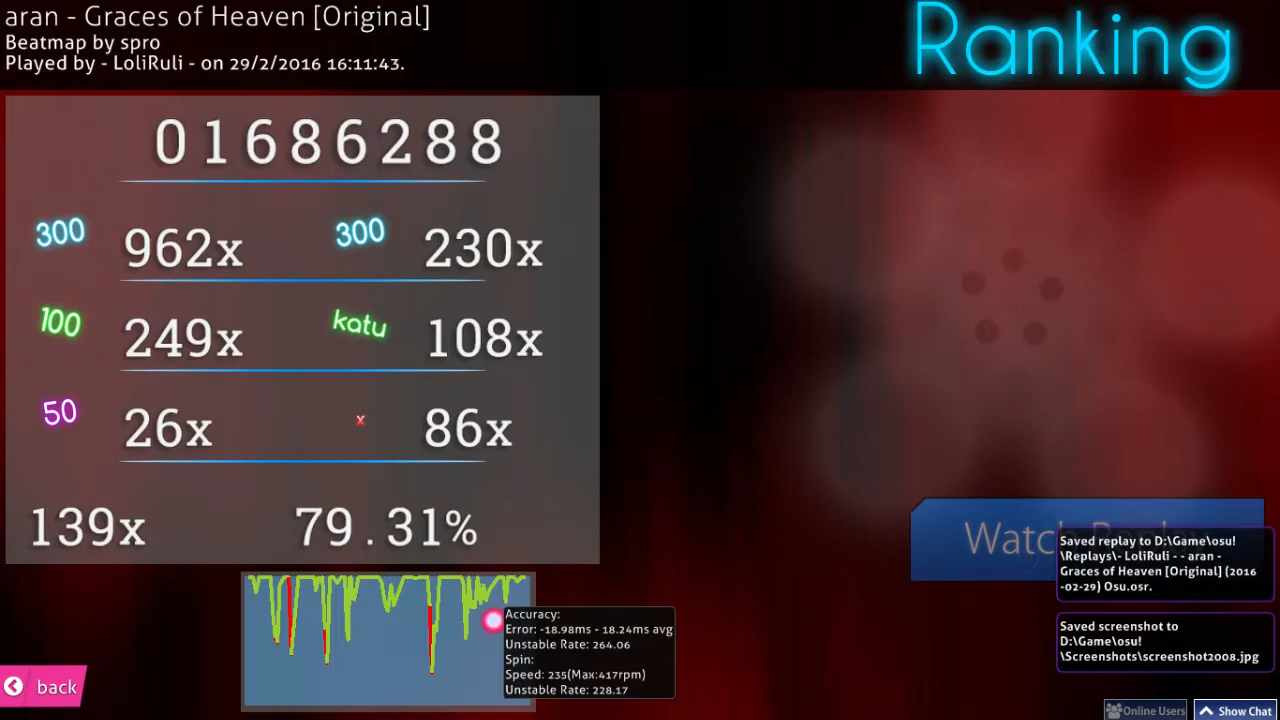 aran - Graces of Heaven [Original]
Beatmap by spro
Played by - LoliRuli - on 29/2/2016 16:11:43.
Ranking
01686288
300 962x 300 230x
100 249x katu 108x
50 26x x 86x
139x 79.31%
Accuracy:
Error: -18.98ms - 18.24ms avg
Unstable Rate: 264.06
Spin:
Speed: 235(Max:417rpm)
Unstable Rate: 228.17
Watch Replay
Saved replay to D:\Game\osu!
\Replays\- LoliRuli - - aran -
Graces of Heaven [Original] (2016
-02-29) Osu.osr.
Saved screenshot to
D:\Game\osu!
\Screenshots\screenshot2008.jpg
back
Online Users
Show Chat